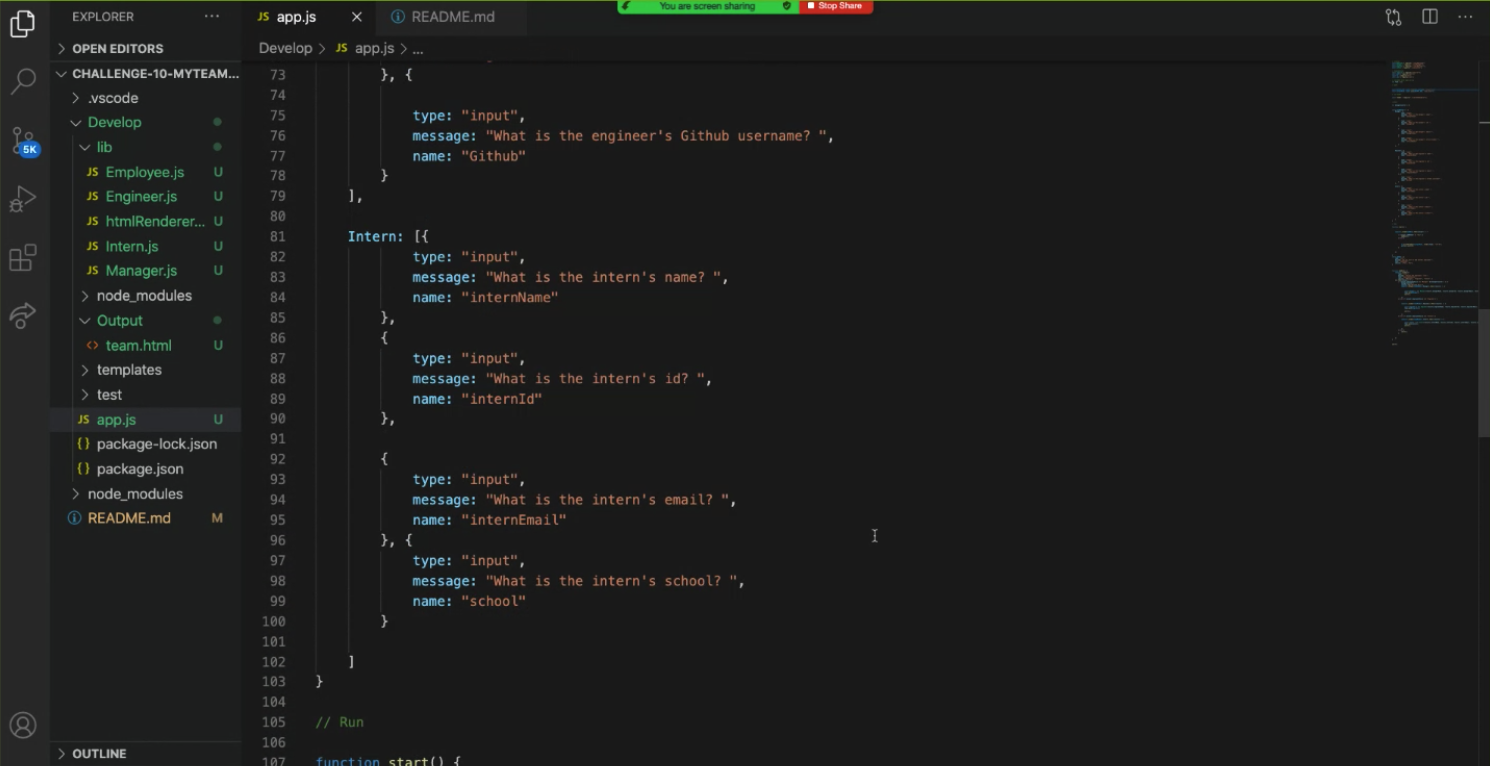 You are screen sharing
Stop Share
EXPLORER
···
JS app.js
README.md
OPEN EDITORS
CHALLENGE-10-MYTEAM...
.vscode
Develop
lib
JS Employee.js U
JS Engineer.js U
JS htmlRenderer... U
JS Intern.js U
JS Manager.js U
node_modules
Output
<> team.html U
templates
test
JS app.js U
{} package-lock.json
{} package.json
node_modules
README.md M
OUTLINE
5K
Develop > JS app.js > ...
73 }, {
74
75 type: "input",
76 message: "What is the engineer's Github username? ",
77 name: "Github"
78 }
79 ],
80
81 Intern: [{
82 type: "input",
83 message: "What is the intern's name? ",
84 name: "internName"
85 },
86 {
87 type: "input",
88 message: "What is the intern's id? ",
89 name: "internId"
90 },
91
92 {
93 type: "input",
94 message: "What is the intern's email? ",
95 name: "internEmail"
96 }, {
97 type: "input",
98 message: "What is the intern's school? ",
99 name: "school"
100 }
101
102 ]
103 }
104
105 // Run
106
107 function start() {